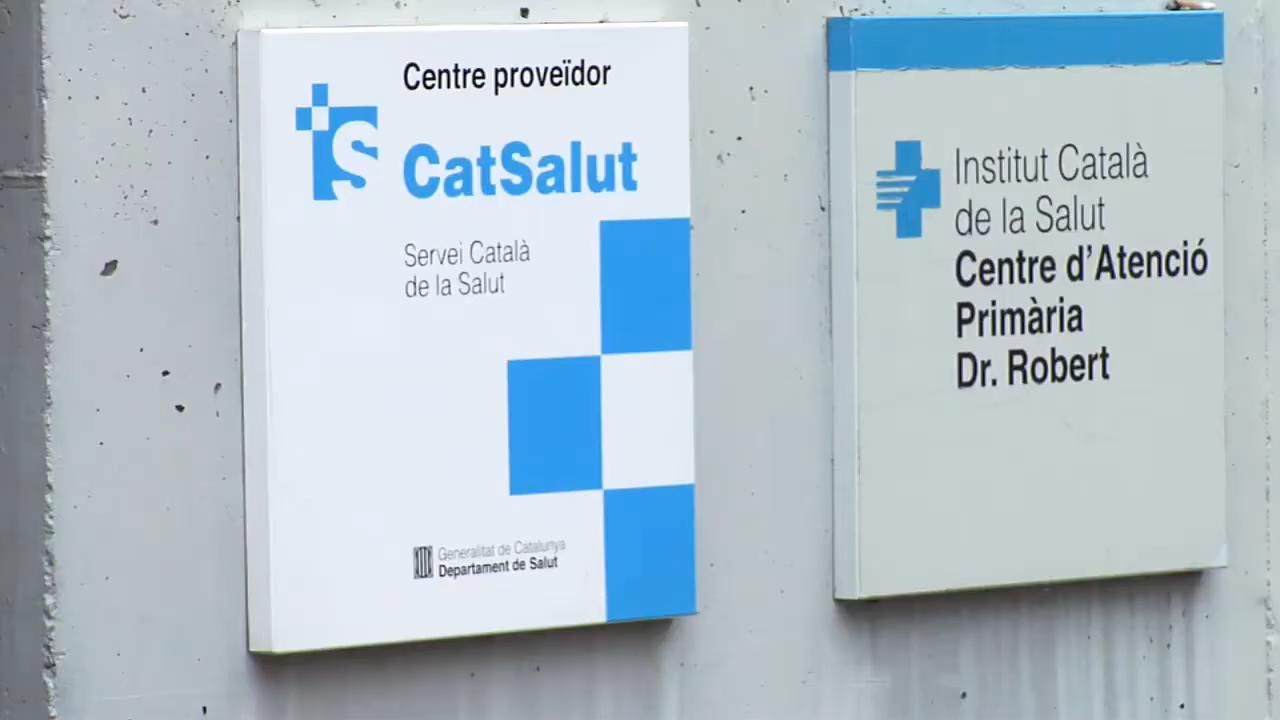 Centre proveïdor
CatSalut
Servei Català
de la Salut
Generalitat de Catalunya
Departament de Salut
Institut Català
de la Salut
Centre d'Atenció
Primària
Dr. Robert